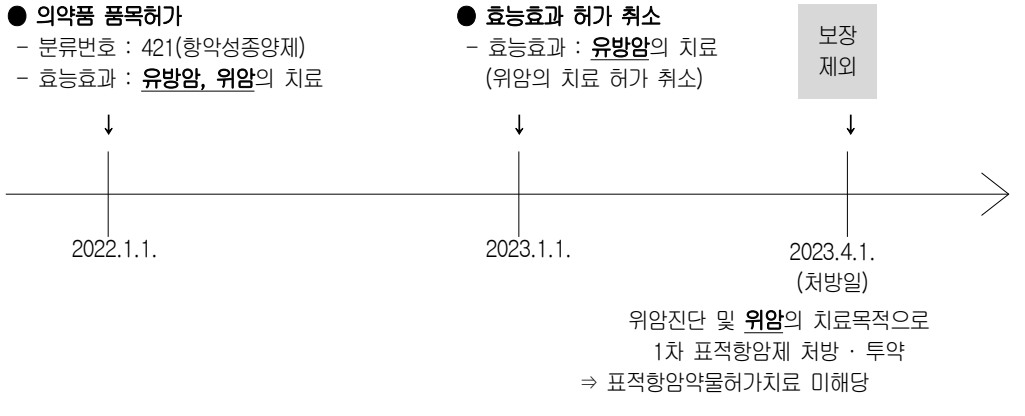 ● 의약품 품목허가
- 분류번호 : 421(항악성종양제)
- 효능효과 : 유방암, 위암의 치료
● 효능효과 허가 취소
- 효능효과 : 유방암의 치료
(위암의 치료 허가 취소)
보장
제외
↓
↓
↓
2022.1.1.
2023.1.1.
2023.4.1.
(처방일)
위암진단 및 위암의 치료목적으로
1차 표적항암제 처방 · 투약
⇒ 표적항암약물허가치료 미해당